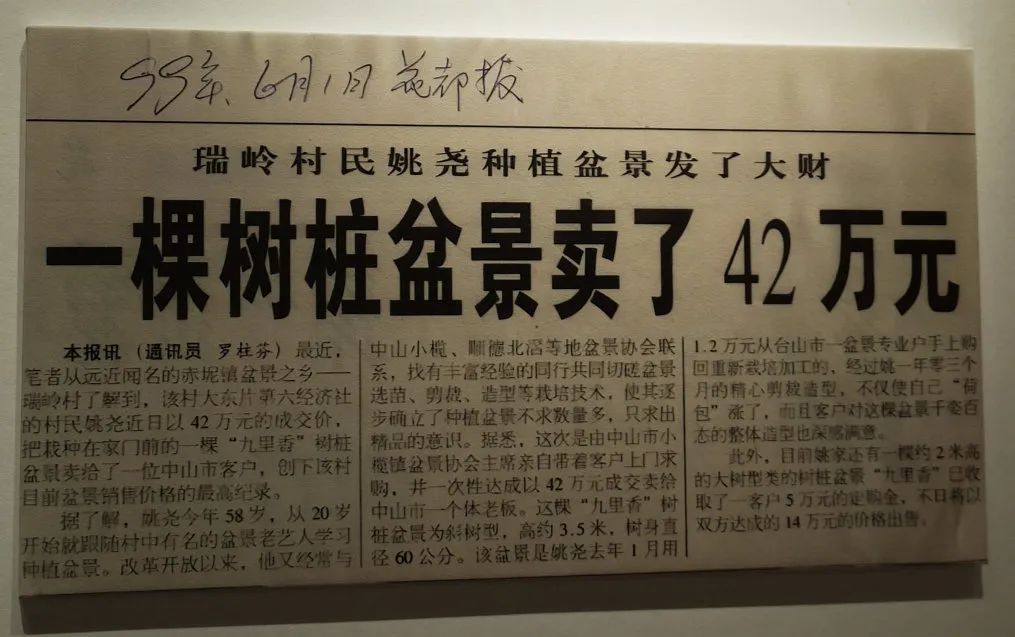 99年.6月1日 花都报
瑞岭村民姚尧种植盆景发了大财
一棵树桩盆景卖了 42 万元
本报讯 (通讯员 罗柱芬) 最近，
笔者从远近闻名的赤坭镇盆景之乡——
瑞岭村了解到，该村大东片第六经济社
的村民姚尧近日以 42 万元的成交价，
把栽种在家门前的一棵“九里香”树桩
盆景卖给了一位中山市客户，创下该村
目前盆景销售价格的最高纪录。
据了解，姚尧今年 58 岁，从 20 岁
开始就跟随村中有名的盆景老艺人学习
种植盆景。改革开放以来，他又经常与
中山小榄、顺德北滘等地盆景协会联
系，找有丰富经验的同行共同切磋盆景
选苗、剪裁、造型等栽培技术，使其逐
步确立了种植盆景不求数量多，只求出
精品的意识。据悉，这次是由中山市小
榄镇盆景协会主席亲自带着客户上门求
购，并一次性达成以 42 万元成交卖给
中山市一个体老板。这棵“九里香”树
桩盆景为斜树型，高约 3.5 米，树身直
径 60 公分。该盆景是姚尧去年 1 月用
1.2 万元从台山市一盆景专业户手上购
回重新栽培加工的，经过姚一年零三个
月的精心剪裁造型，不仅使自己“荷
包”涨了，而且客户对这棵盆景千姿百
态的整体造型也深感满意。
此外，目前姚家还有一棵约 2 米高
的大树型类的树桩盆景“九里香”已收
取了一客户 5 万元的定购金，不日将以
双方达成的 14 万元的价格出售。